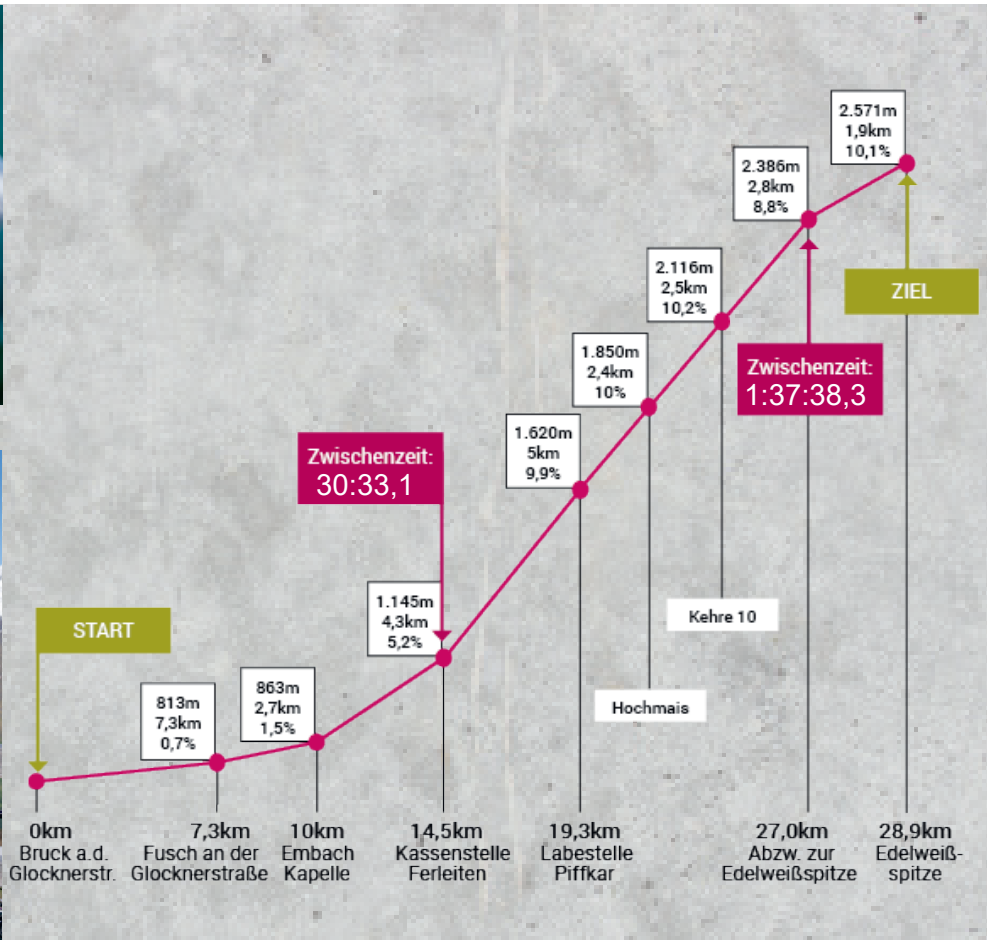 2.571m
1,9km
10,1%
2.386m
2,8km
8,8%
2.116m
2,5km
10,2%
ZIEL
1.850m
2,4km
10%
Zwischenzeit:
1:37:38,3
1.620m
5km
9,9%
Zwischenzeit:
30:33,1
1.145m
4,3km
5,2%
START
Kehre 10
863m
2,7km
1,5%
813m
7,3km
0,7%
Hochmais
0km
Bruck a.d.
Glocknerstr.
7,3km
Fusch an der
Glocknerstraße
10km
Embach
Kapelle
14,5km
Kassenstelle
Ferleiten
19,3km
Labestelle
Piffkar
27,0km
Abzw. zur
Edelweißspitze
28,9km
Edelweiß-
spitze